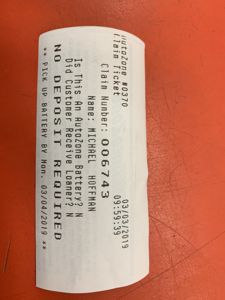 AutoZone #0370 03/03/2019
Claim Ticket 09:59:39
Claim Number: 006743
Name: MICHAEL HOFFMAN
Is This An AutoZone Battery? N
Did Customer Receive Loaner? N
NO DEPOSIT REQUIRED
** PICK UP BATTERY BY Mon. 03/04/2019 **